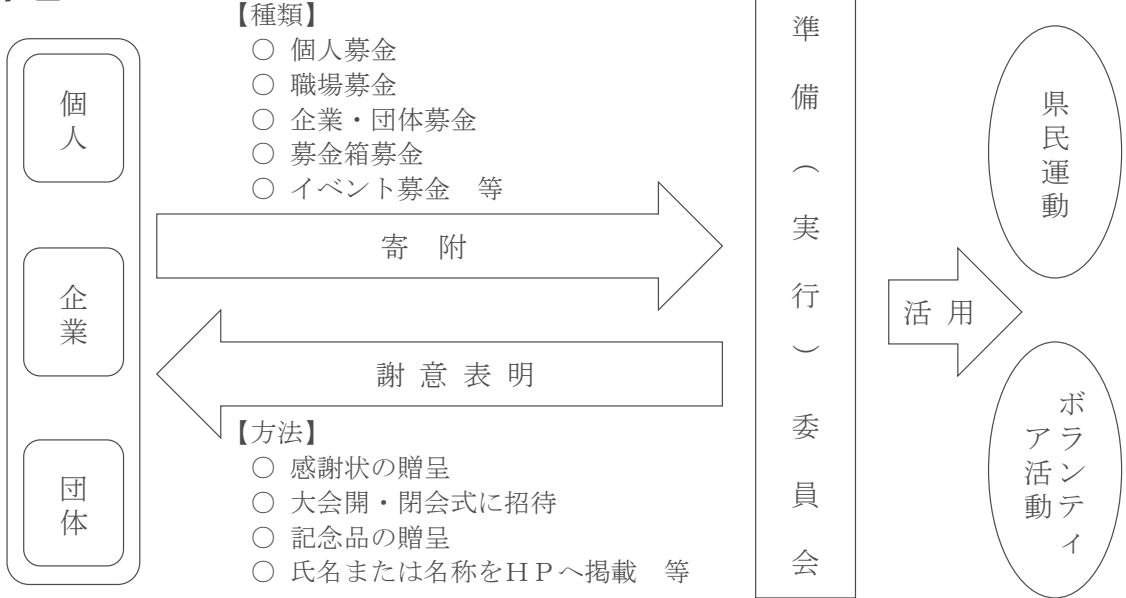 個人
企業
団体
【種類】
○ 個人募金
○ 職場募金
○ 企業・団体募金
○ 募金箱募金
○ イベント募金　等
寄　附
謝 意 表 明
【方法】
○ 感謝状の贈呈
○ 大会開・閉会式に招待
○ 記念品の贈呈
○ 氏名または名称をＨＰへ掲載　等
準備（実行）委員会
活 用
県民運動
ボランティ
ア活動